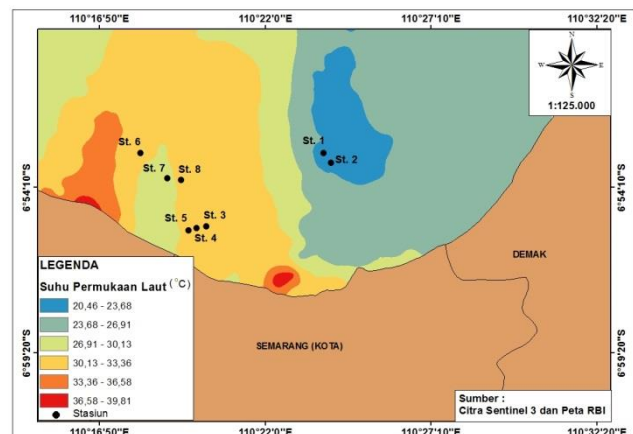 110°16'50"E 110°22'0"E 110°27'10"E 110°32'20"E
N
W E
S
1:125.000
St. 6
St. 1
St. 7
St. 8
St. 2
6°54'10"S
6°54'10"S
St. 5
St. 3
St. 4
LEGENDA
Suhu Permukaan Laut (°C)
20,46 - 23,68
23,68 - 26,91
26,91 - 30,13
30,13 - 33,36
33,36 - 36,58
36,58 - 39,81
Stasiun
DEMAK
SEMARANG (KOTA)
6°59'20"S
6°59'20"S
Sumber :
Citra Sentinel 3 dan Peta RBI
110°16'50"E 110°22'0"E 110°27'10"E 110°32'20"E